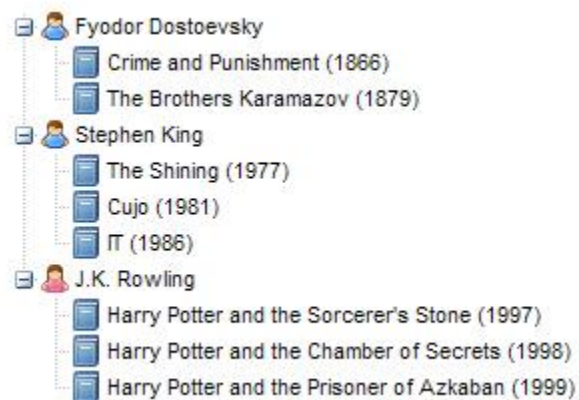 Fyodor Dostoevsky
Crime and Punishment (1866)
The Brothers Karamazov (1879)
Stephen King
The Shining (1977)
Cujo (1981)
IT (1986)
J.K. Rowling
Harry Potter and the Sorcerer's Stone (1997)
Harry Potter and the Chamber of Secrets (1998)
Harry Potter and the Prisoner of Azkaban (1999)